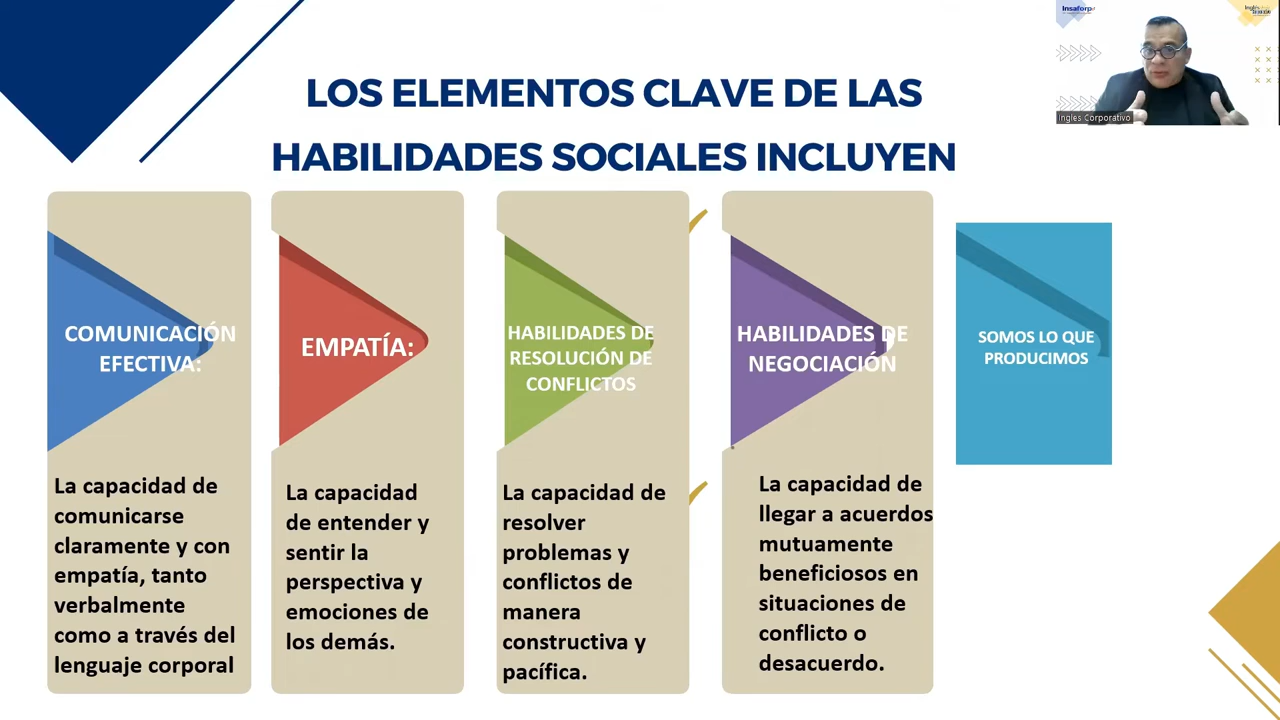 Insaforp
LOS ELEMENTOS CLAVE DE LAS
HABILIDADES SOCIALES INCLUYEN
Ingles Corporativo
COMUNICACIÓN
EFECTIVA:
La capacidad de
comunicarse
claramente y con
empatía, tanto
verbalmente
como a través del
lenguaje corporal
EMPATÍA:
La capacidad
de entender y
sentir la
perspectiva y
emociones de
los demás.
HABILIDADES DE
RESOLUCIÓN DE
CONFLICTOS
La capacidad de
resolver
problemas y
conflictos de
manera
constructiva y
pacífica.
HABILIDADES DE
NEGOCIACIÓN
La capacidad de
llegar a acuerdos
mutuamente
beneficiosos en
situaciones de
conflicto o
desacuerdo.
SOMOS LO QUE
PRODUCIMOS